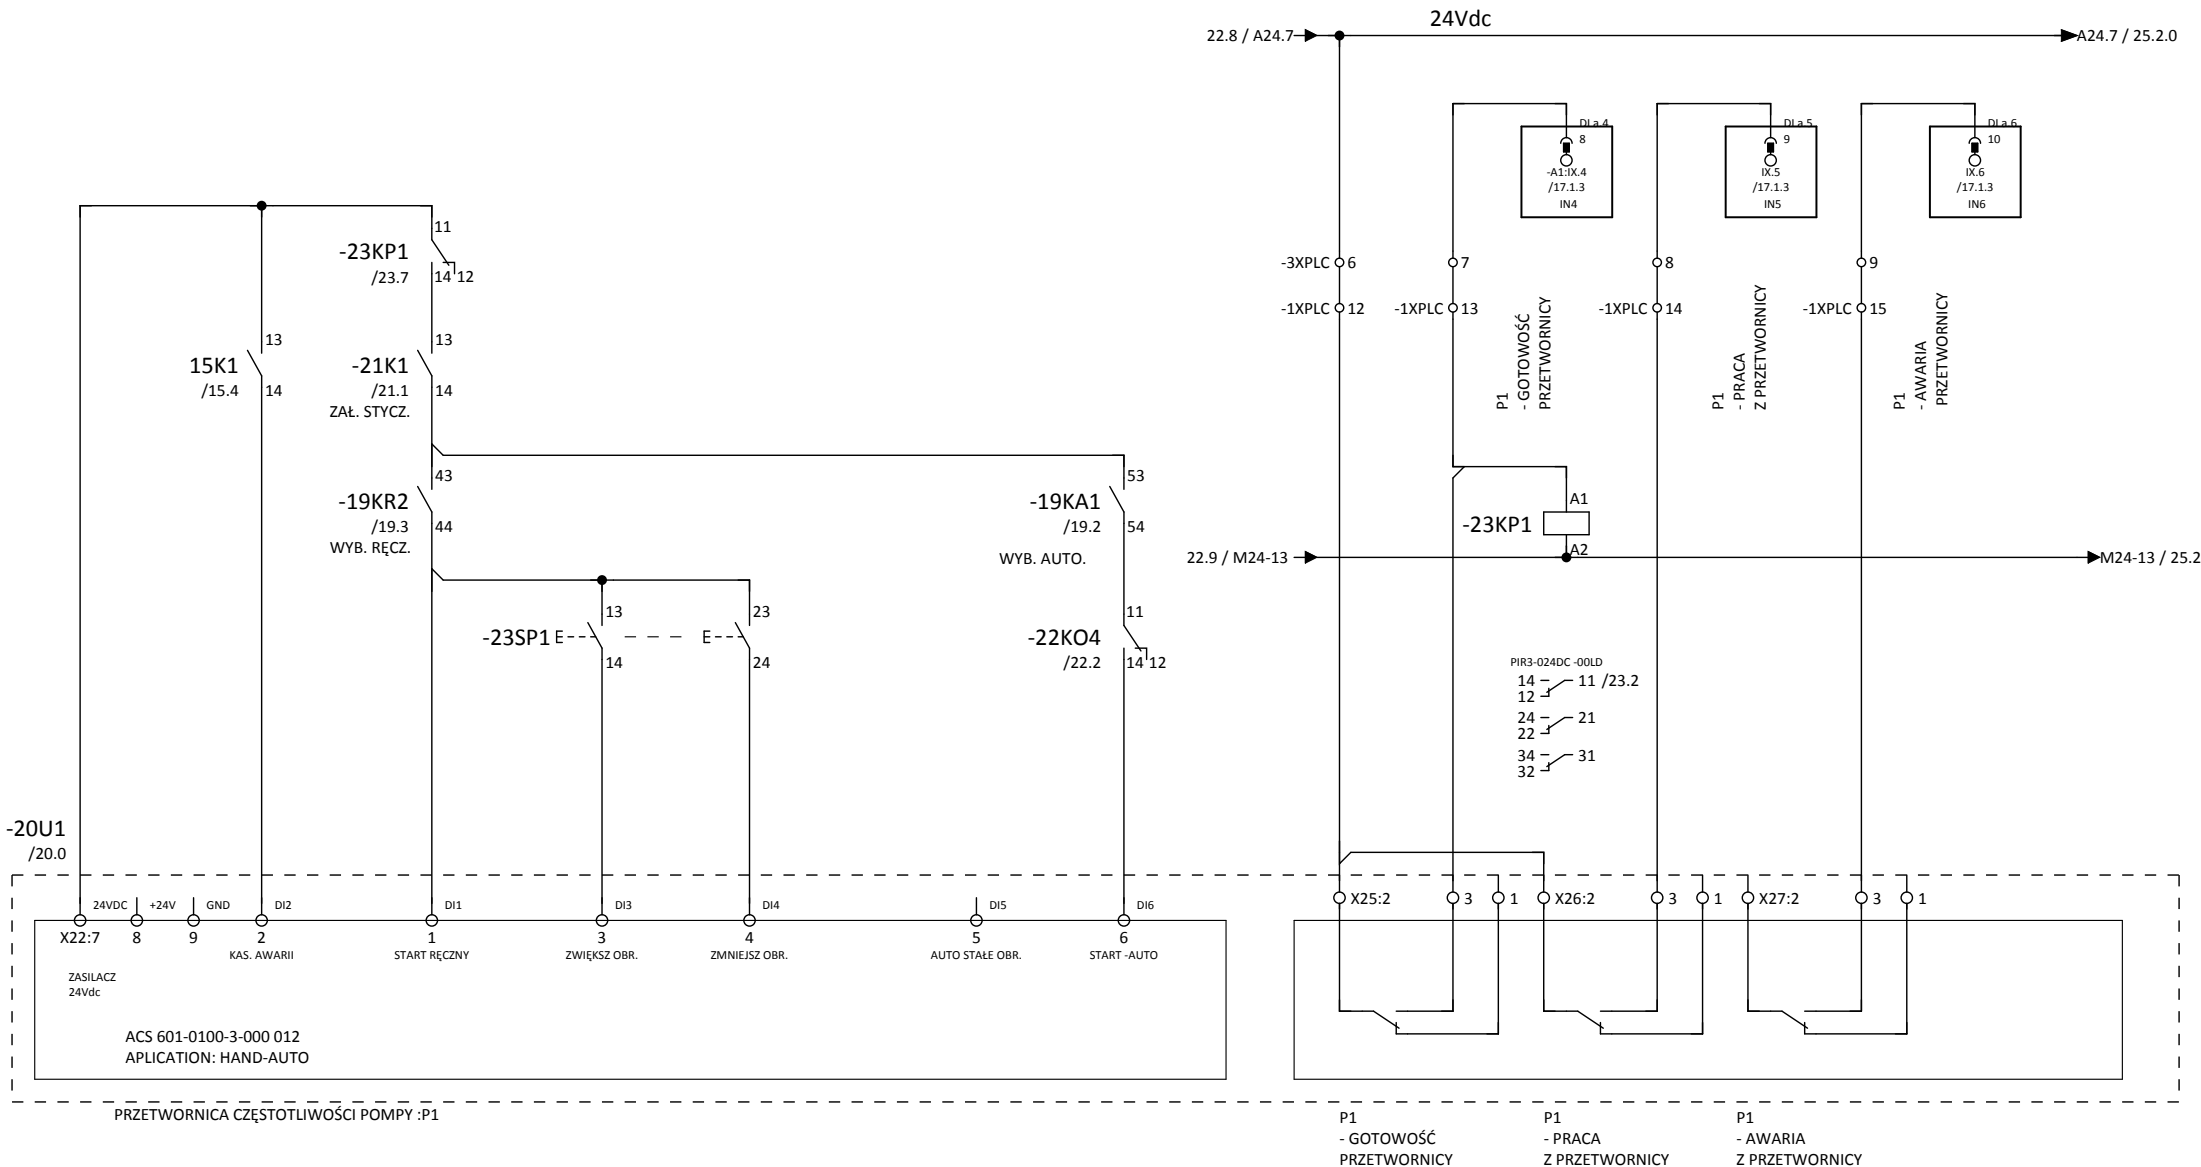 24Vdc
22.8 / A24.7
A24.7 / 25.2.0
DI.a.4
8
-A1:IX.4
/17.1.3
IN4
DI.a.5
9
IX.5
/17.1.3
IN5
DI.a.6
10
IX.6
/17.1.3
IN6
11
-23KP1
/23.7
14 12
-3XPLC 6
7
8
9
-1XPLC 12
-1XPLC 13
-1XPLC 14
-1XPLC 15
P1
- GOTOWOŚĆ
PRZETWORNICY
P1
- PRACA
Z PRZETWORNICY
P1
- AWARIA
PRZETWORNICY
13
15K1
/15.4
14
13
-21K1
/21.1
14
ZAŁ. STYCZ.
43
-19KR2
/19.3
44
WYB. RĘCZ.
53
-19KA1
/19.2
54
WYB. AUTO.
A1
-23KP1
A2
22.9 / M24-13
M24-13 / 25.2
13
-23SP1 E
14
23
E
24
11
-22KO4
/22.2
14 12
PIR3-024DC -00LD
14 11 /23.2
12
24 21
22
34 31
32
-20U1
/20.0
24VDC
+24V
GND
DI2
DI1
DI3
DI4
DI5
DI6
X22:7
8
9
2
1
3
4
5
6
KAS. AWARII
START RĘCZNY
ZWIĘKSZ OBR.
ZMNIEJSZ OBR.
AUTO STAŁE OBR.
START -AUTO
ZASILACZ
24Vdc
X25:2
3
1
X26:2
3
1
X27:2
3
1
ACS 601-0100-3-000 012
APLICATION: HAND-AUTO
PRZETWORNICA CZĘSTOTLIWOŚCI POMPY :P1
P1
- GOTOWOŚĆ
PRZETWORNICY
P1
- PRACA
Z PRZETWORNICY
P1
- AWARIA
Z PRZETWORNICY